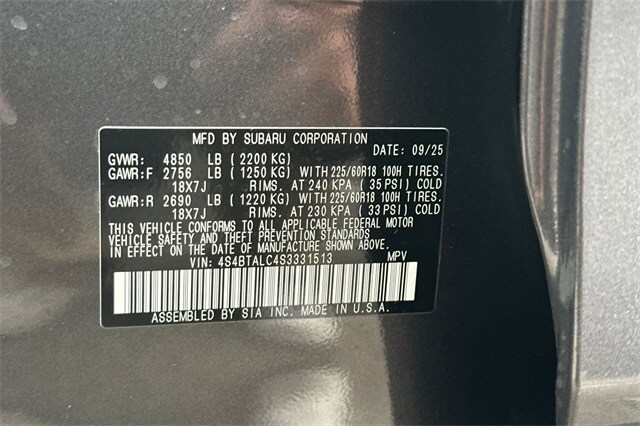 MFD BY SUBARU CORPORATION
GVWR: 4850 LB ( 2200 KG) DATE: 09/25
GAWR:F 2756 LB ( 1250 KG) WITH 225/60R18 100H TIRES.
18X7J RIMS. AT 240 KPA ( 35 PSI) COLD
GAWR:R 2690 LB ( 1220 KG) WITH 225/60R18 100H TIRES.
18X7J RIMS. AT 230 KPA ( 33 PSI) COLD
THIS VEHICLE CONFORMS TO ALL APPLICABLE FEDERAL MOTOR
VEHICLE SAFETY AND THEFT PREVENTION STANDARDS
IN EFFECT ON THE DATE OF MANUFACTURE SHOWN ABOVE.
VIN: 4S4BTALC4S3331513 MPV
ASSEMBLED BY SIA INC. MADE IN U.S.A.